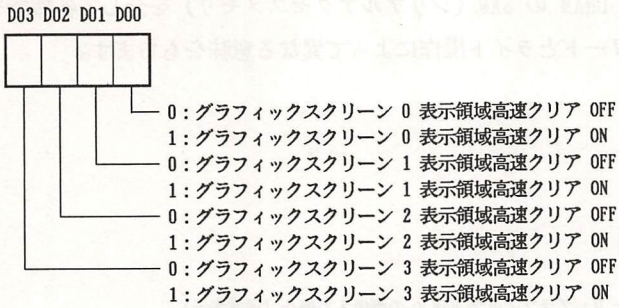 D03 D02 D01 D00
0:グラフィックスクリーン 0 表示領域高速クリア OFF
1:グラフィックスクリーン 0 表示領域高速クリア ON
0:グラフィックスクリーン 1 表示領域高速クリア OFF
1:グラフィックスクリーン 1 表示領域高速クリア ON
0:グラフィックスクリーン 2 表示領域高速クリア OFF
1:グラフィックスクリーン 2 表示領域高速クリア ON
0:グラフィックスクリーン 3 表示領域高速クリア OFF
1:グラフィックスクリーン 3 表示領域高速クリア ON